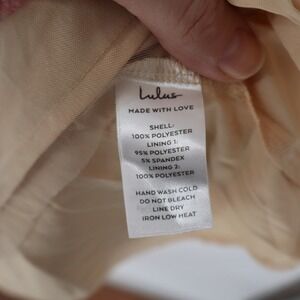 Lulus
MADE WITH LOVE
SHELL:
100% POLYESTER
LINING 1:
95% POLYESTER
5% SPANDEX
LINING 2:
100% POLYESTER
HAND WASH COLD
DO NOT BLEACH
LINE DRY
IRON LOW HEAT